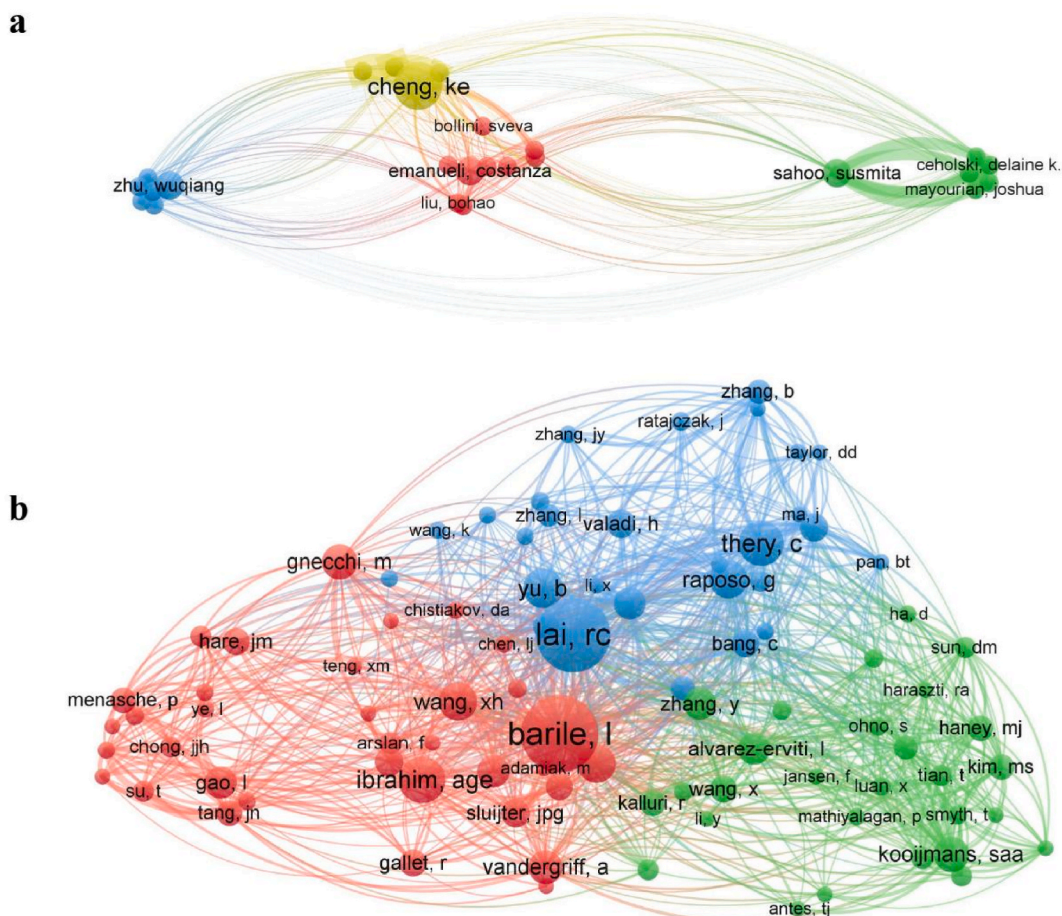 a
cheng, ke
bollini, sveva
zhu, wuqiang
emanueli, costanza
liu, bohao
sahoo, susmita
ceholski, delaine k.
mayourian, joshua
b
zhang, b
ratajczak, j
zhang, jy
taylor, dd
zhang, l
wang, k
valadi, h
ma, j
thery, c
gnecchi, m
pan, bt
yu, b
li, x
raposo, g
chistiakov, da
ha, d
hare, jm
chen, lj
lai, rc
bang, c
sun, dm
teng, xm
menasche, p
ye, l
wang, xh
zhang, y
haraszti, ra
barile, l
ohno, s
haney, mj
chong, jjh
arslan, f
alvarez-erviti, l
adamiak, m
ibrahim, age
jansen, f
tian, t
kim, ms
su, t
gao, l
wang, x
luan, x
kalluri, r
tang, jn
sluijter, jpg
li, y
mathiyalagan, p
smyth, t
gallet, r
vandergriff, a
kooijmans, saa
antes, tj